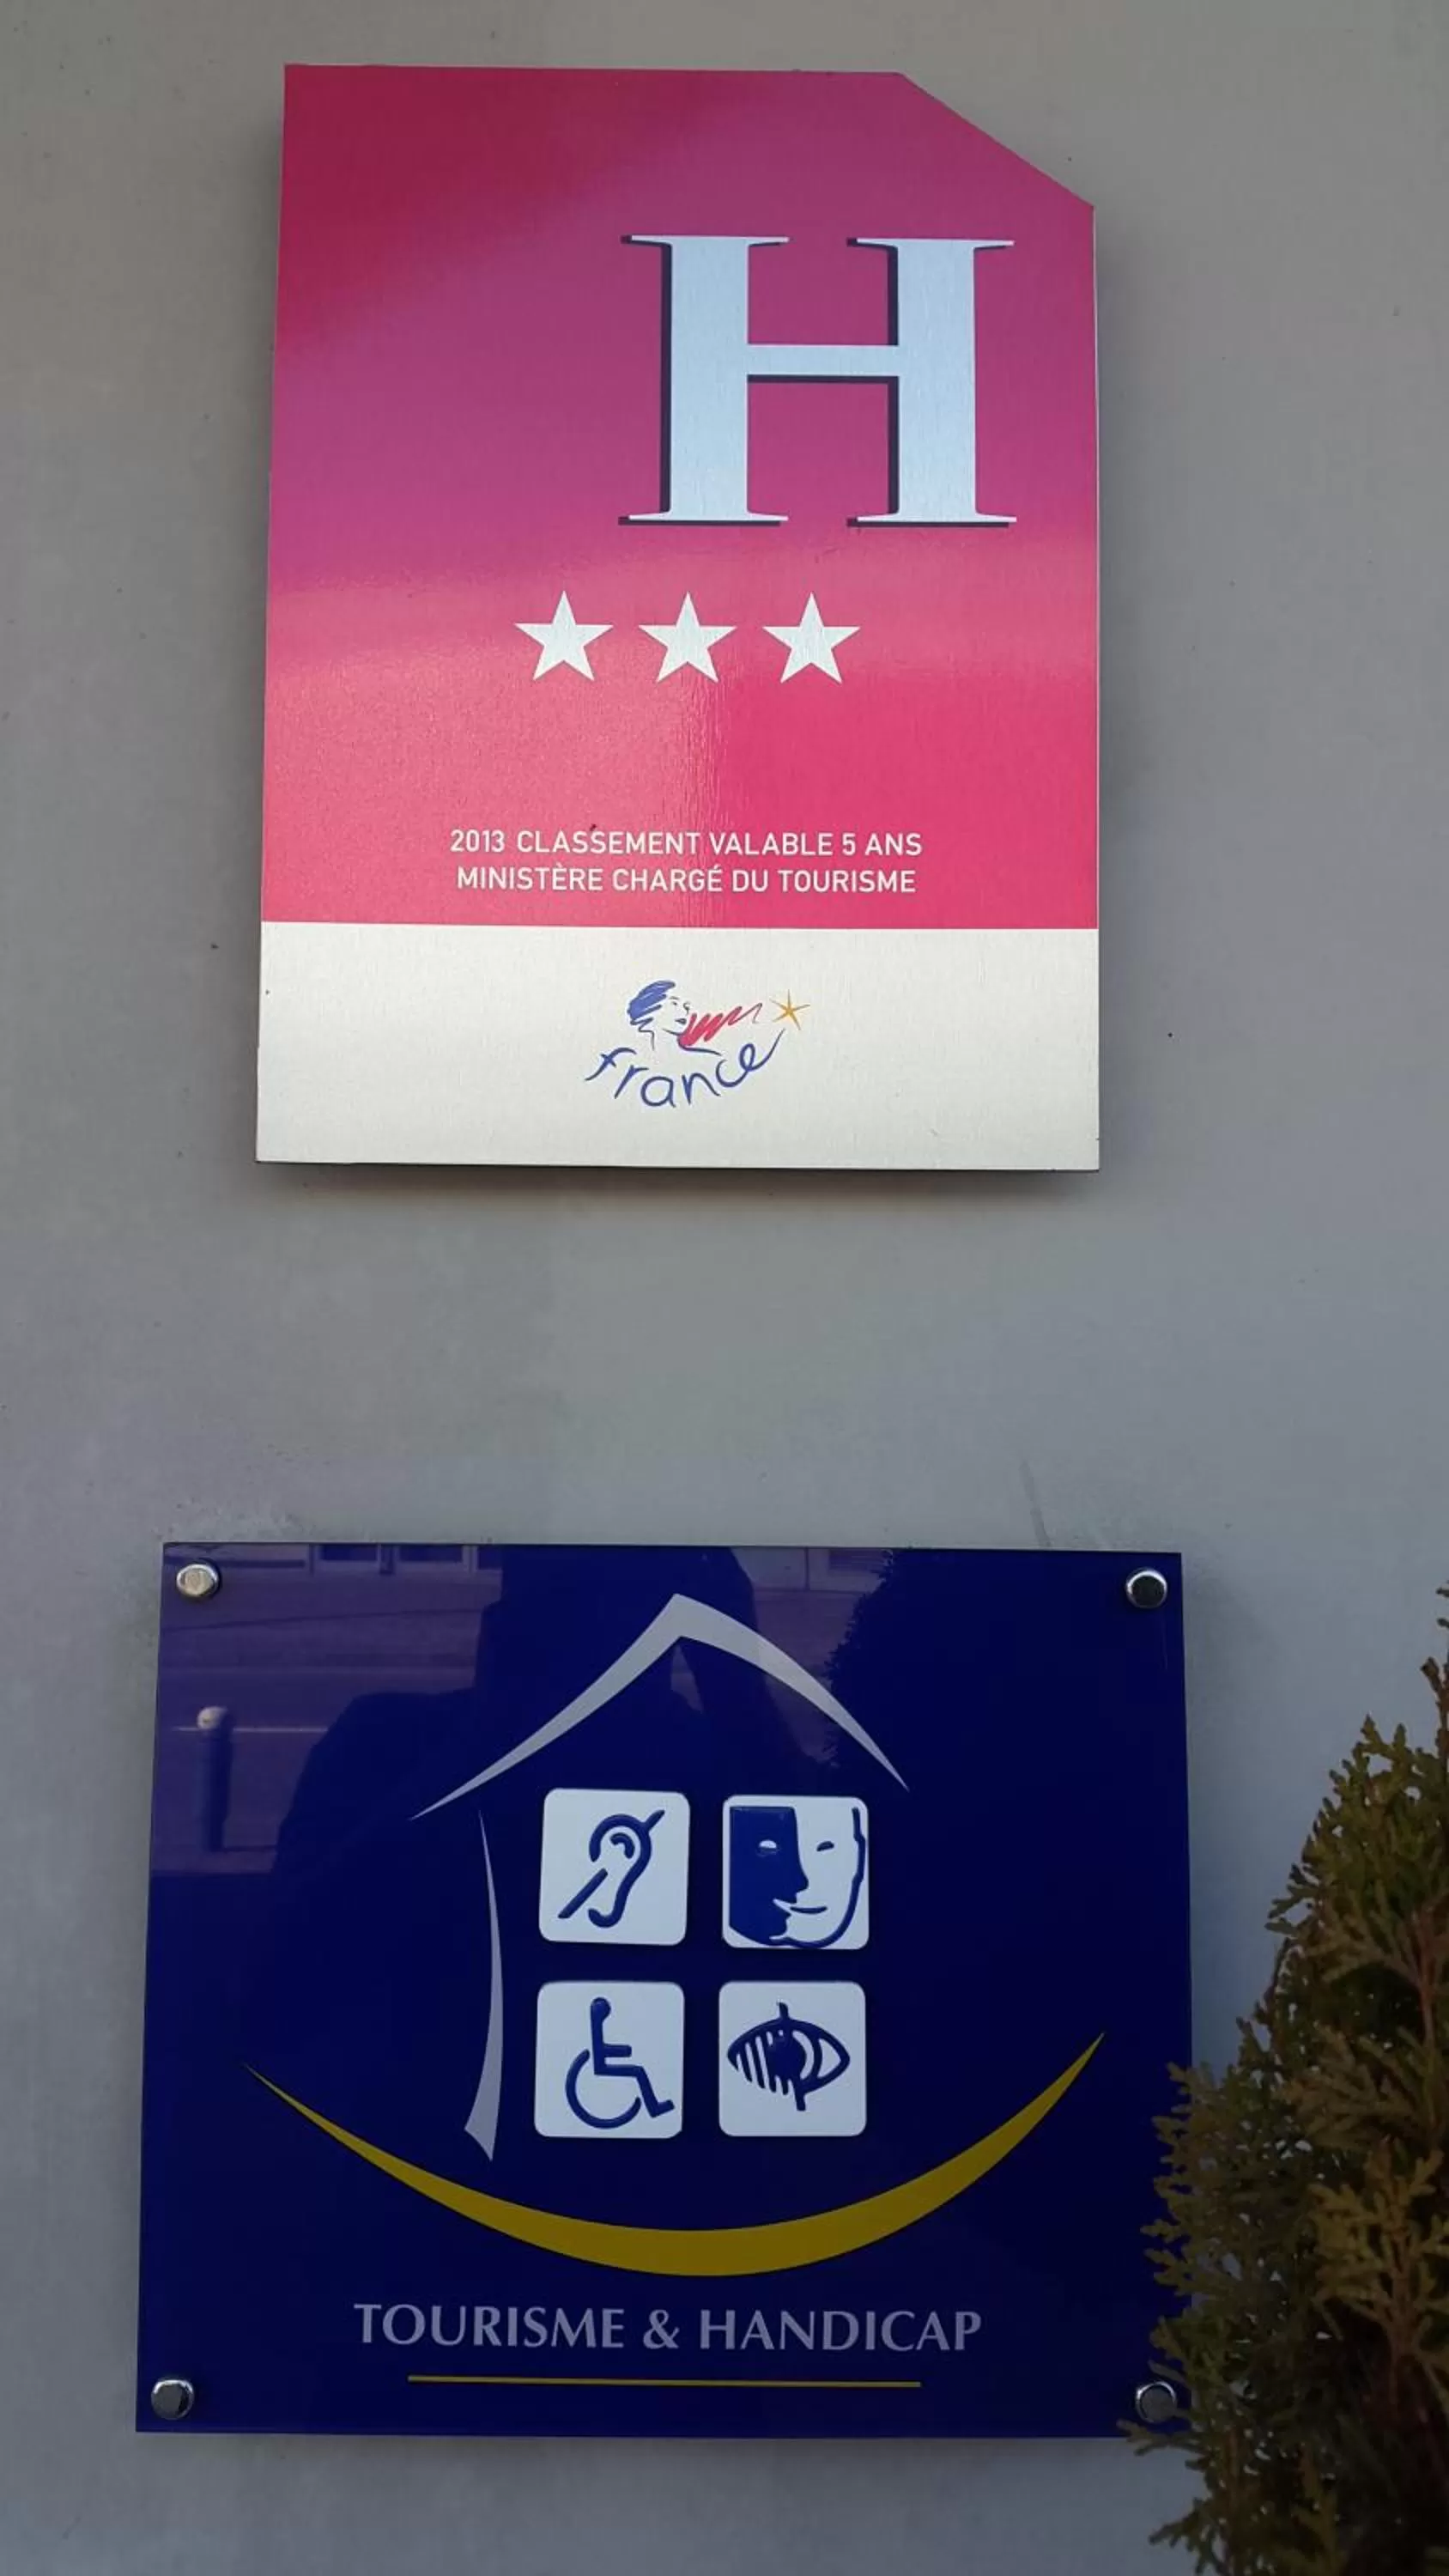 H
2013 CLASSEMENT VALABLE 5 ANS
MINISTÈRE CHARGÉ DU TOURISME
france
TOURISME & HANDICAP